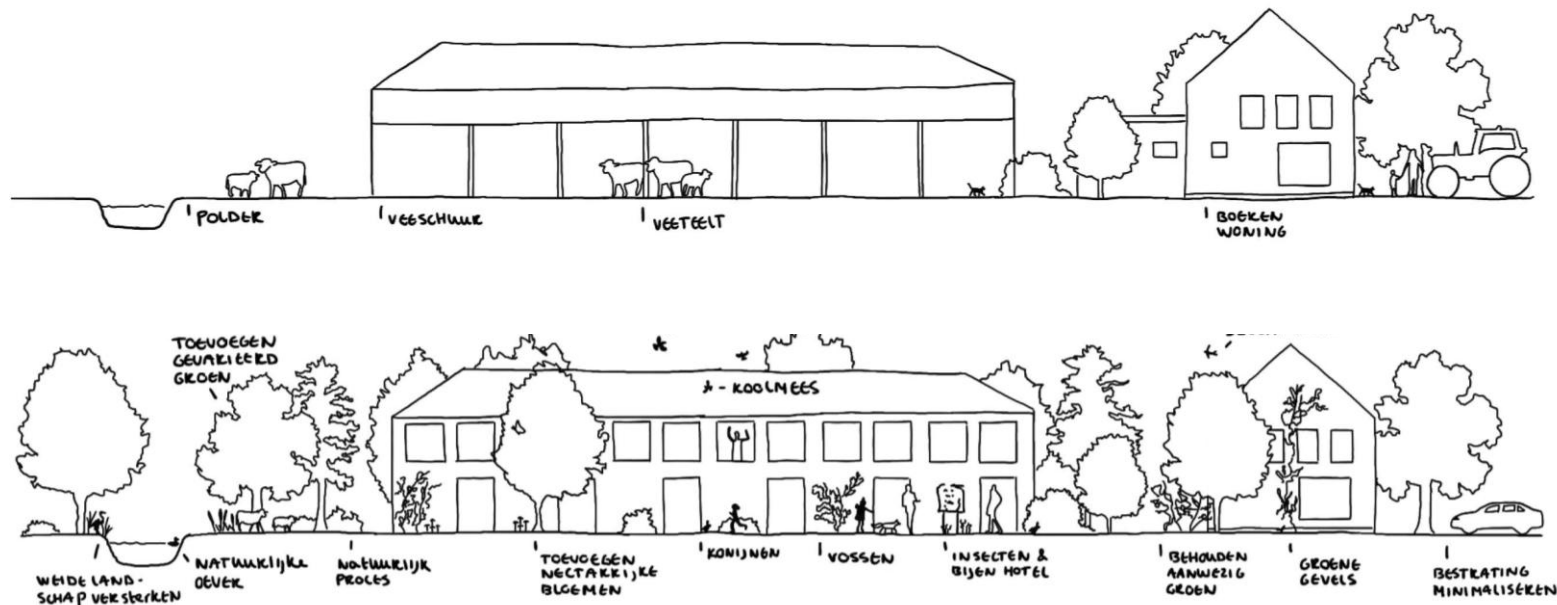 POLDER
VEESCHUUR
VEETEELT
BOEREN
WONING
TOEVOEGEN
GEVARIEERD
GROEN
- KOOLMEES
WEIDELAND-
SCHAP VERSTERKEN
NATUURLIJKE
OEVER
NATUURLIJK
PROCES
TOEVOEGEN
NECTARRIJKE
BLOEMEN
KONIJNEN
VOSSEN
INSECTEN &
BIJEN HOTEL
BEHOUDEN
AANWEZIG
GROEN
GROENE
GEVELS
BESTRATING
MINIMALISEREN